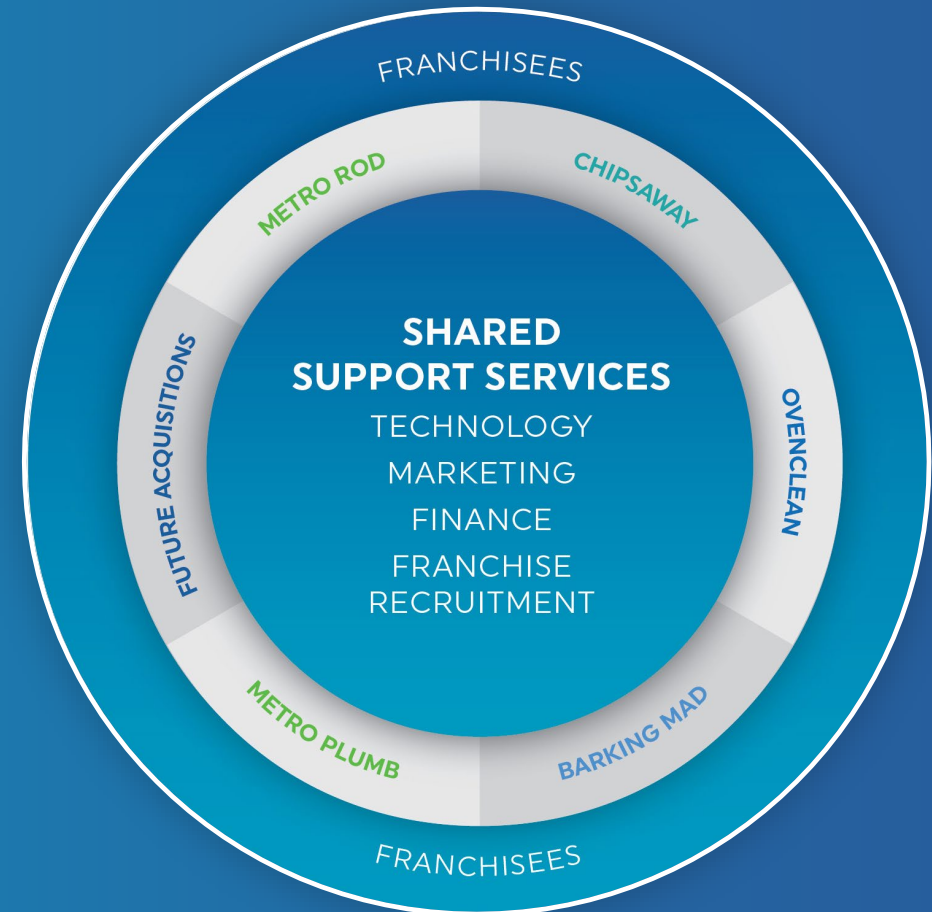 FRANCHISEES
METRO ROD
CHIPSAWAY
FUTURE ACQUISITIONS
SHARED
SUPPORT SERVICES
TECHNOLOGY
MARKETING
FINANCE
FRANCHISE
RECRUITMENT
OVENCLEAN
METRO PLUMB
BARKING MAD
FRANCHISEES